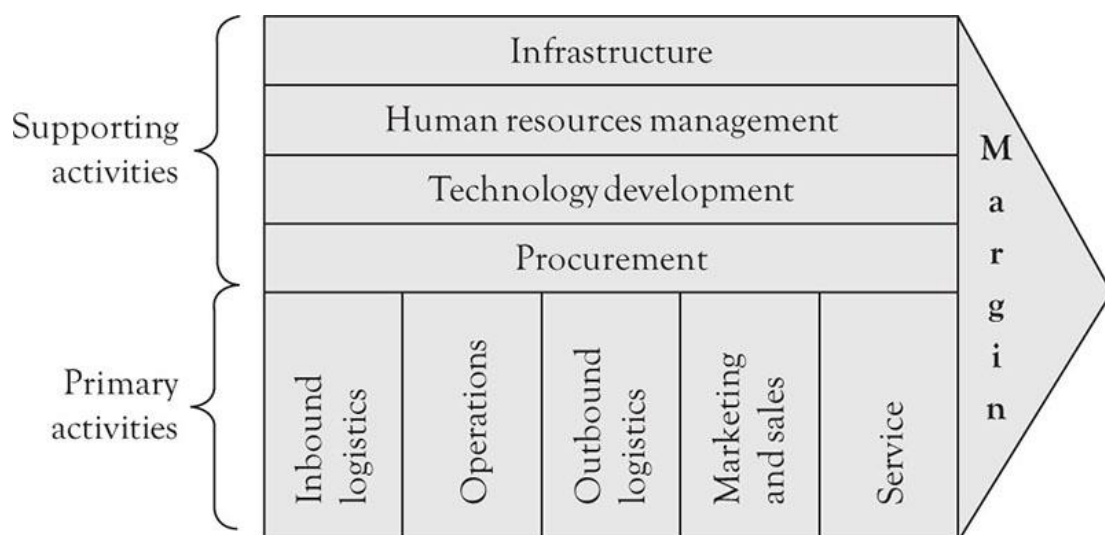 Supporting
activities
Infrastructure
Human resources management
Technology development
Procurement
Primary
activities
Inbound
logistics
Operations
Outbound
logistics
Marketing
and sales
Service
Margin